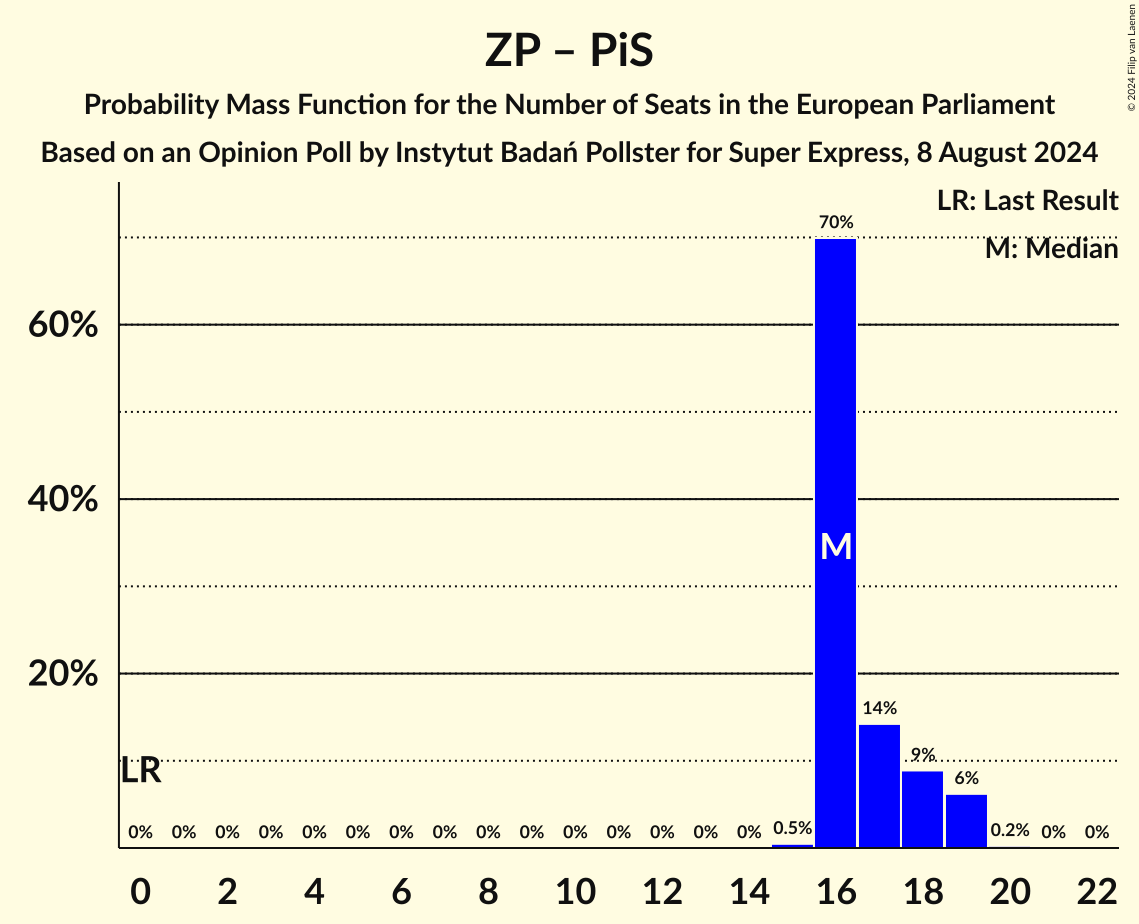 ZP – PiS
Probability Mass Function for the Number of Seats in the European Parliament
Based on an Opinion Poll by Instytut Badań Pollster for Super Express, 8 August 2024
© 2024 Filip van Laenen
LR: Last Result
M: Median
60%
40%
20%
70%
M
14%
9%
6%
LR
0% 0% 0% 0% 0% 0% 0% 0% 0% 0% 0% 0% 0% 0% 0% 0.5% 0.2% 0% 0%
0 2 4 6 8 10 12 14 16 18 20 22